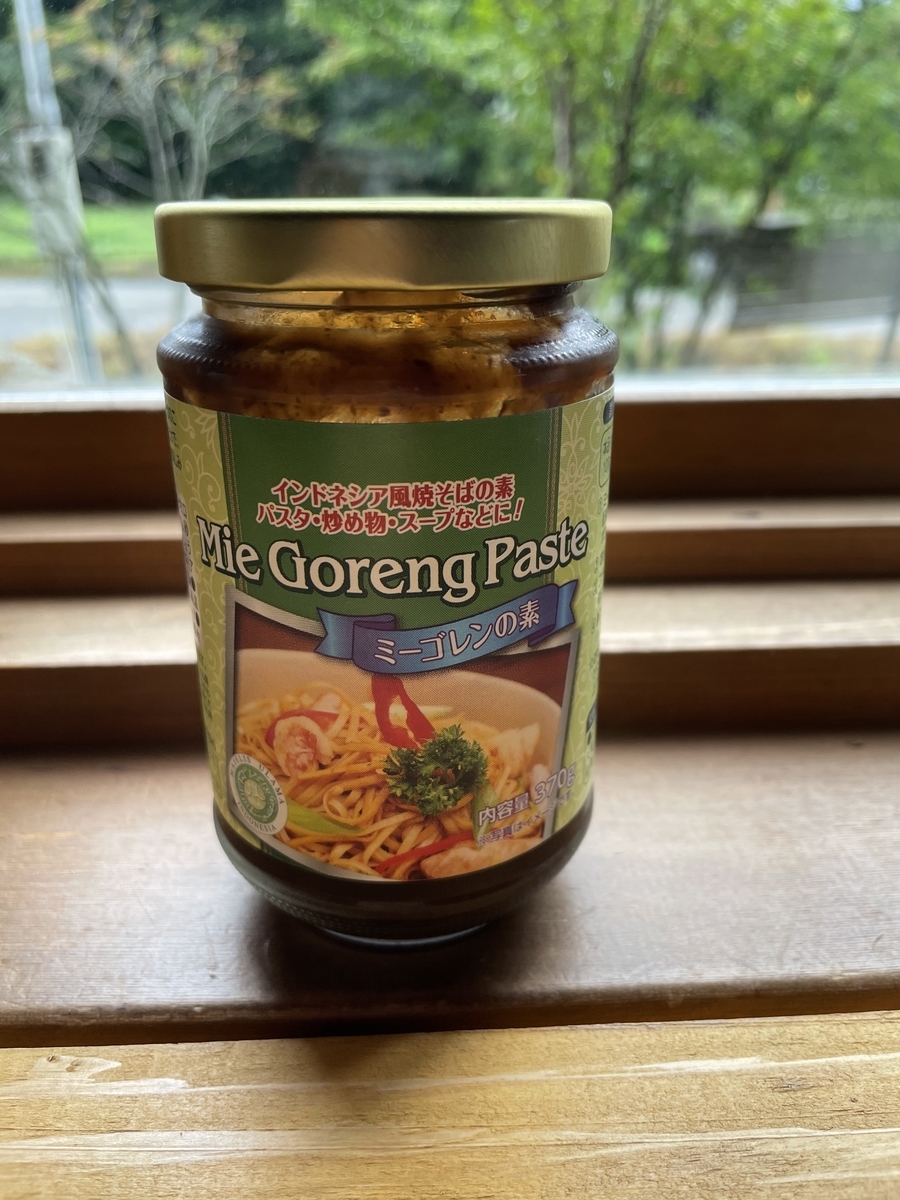 インドネシア風焼そばの素
パスタ・炒め物・スープなどに!
Mie Goreng Paste
ミーゴレンの素
内容量 370g